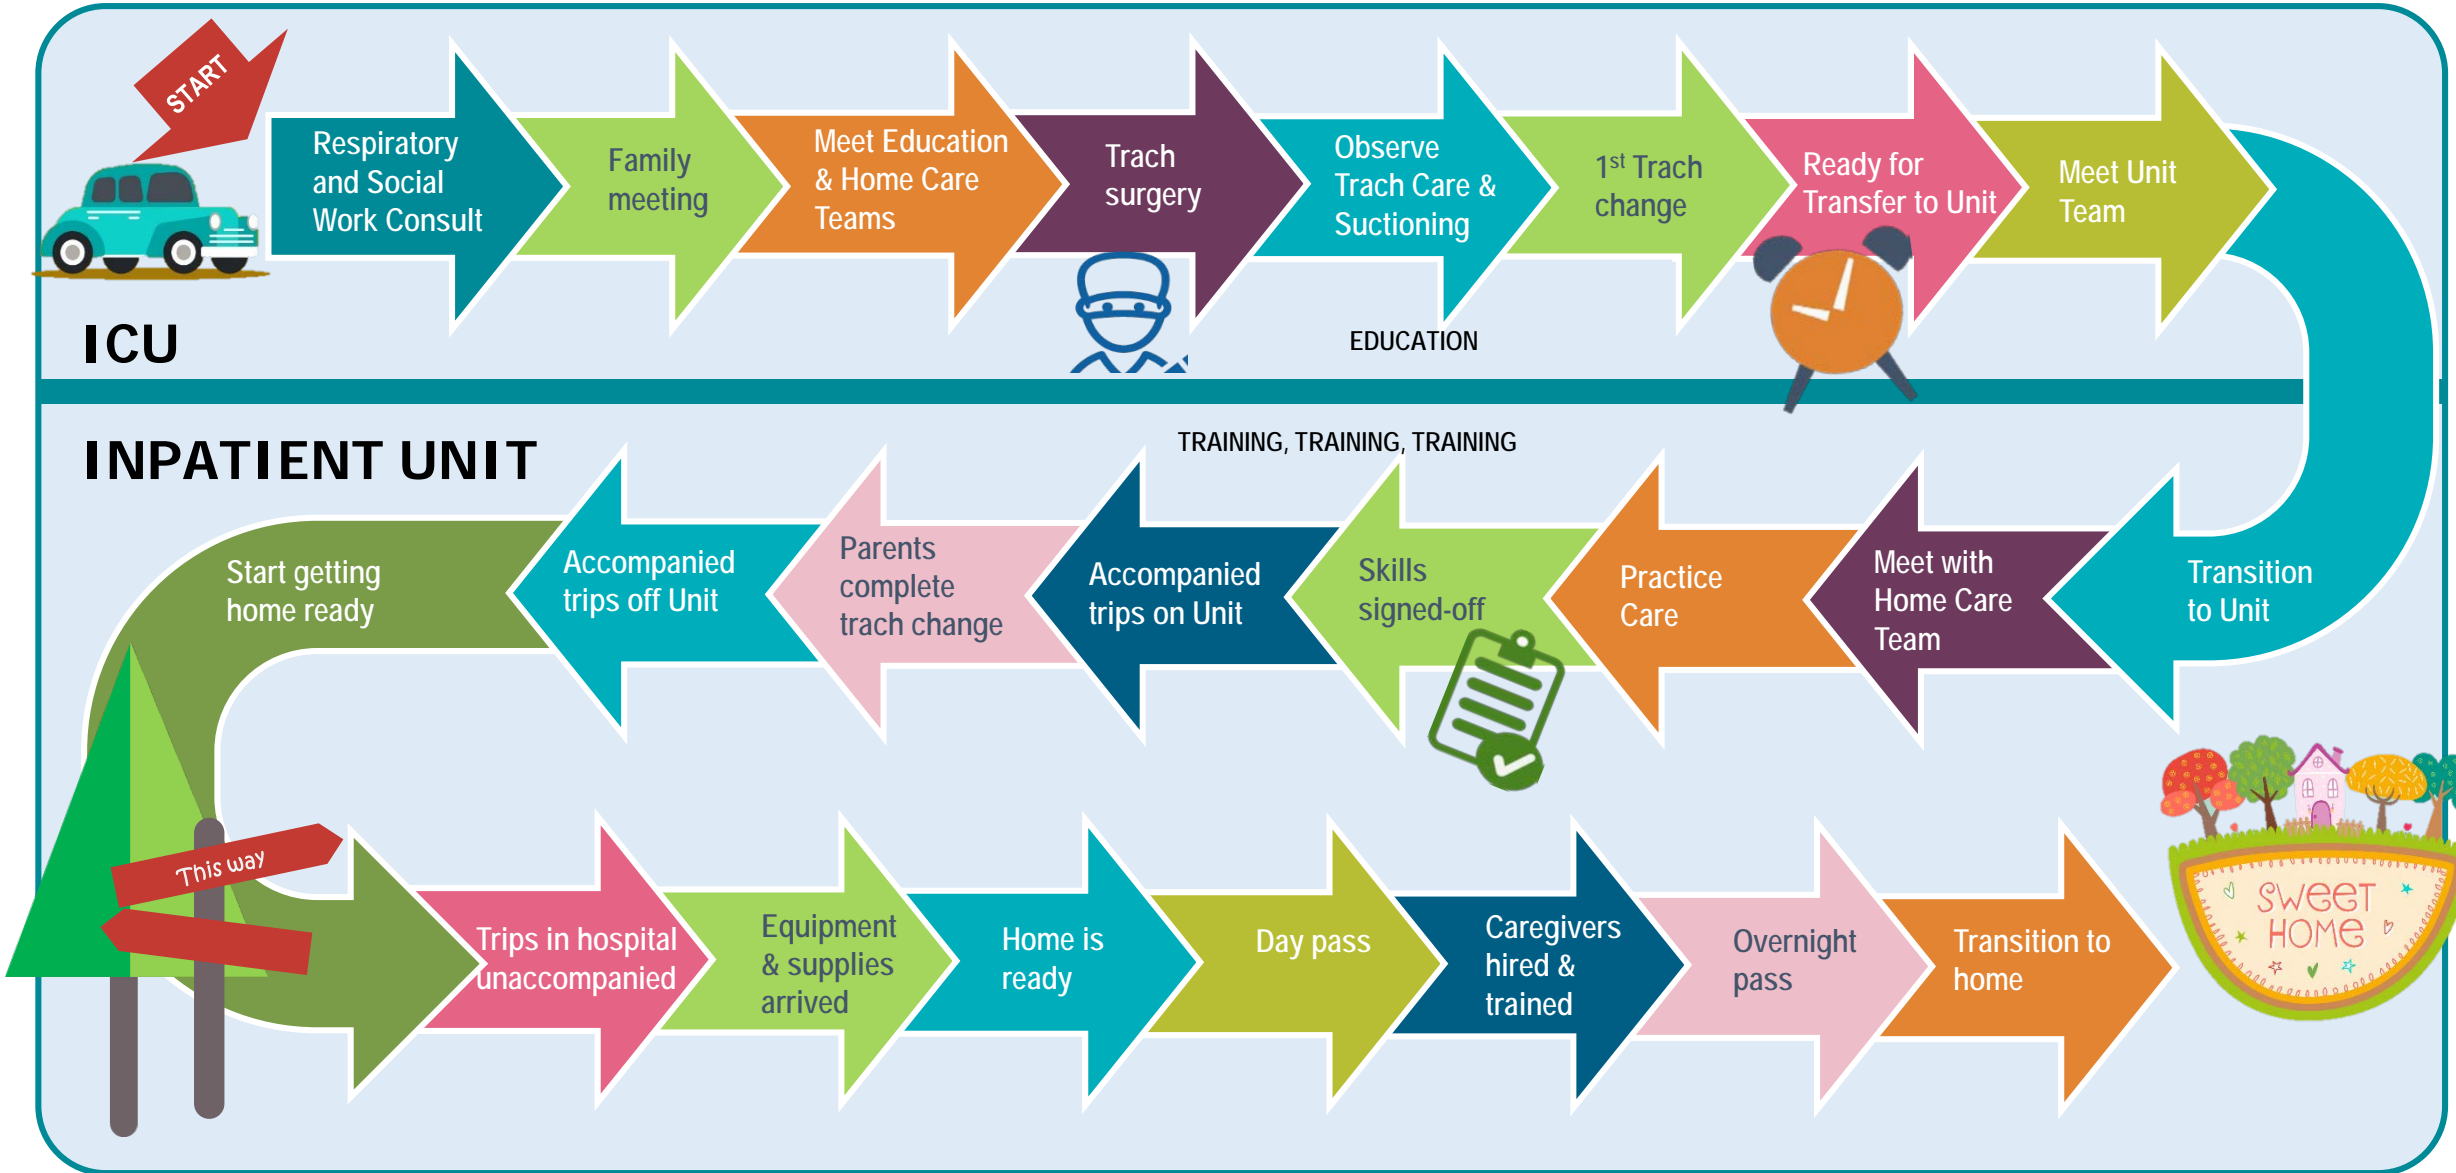 START
Respiratory
and Social
Work Consult
Family
meeting
Meet Education
& Home Care
Teams
Trach
surgery
Observe
Trach Care &
Suctioning
1st Trach
change
Ready for
Transfer to Unit
Meet Unit
Team
ICU
EDUCATION
INPATIENT UNIT
TRAINING, TRAINING, TRAINING
Transition
to Unit
Meet with
Home Care
Team
Practice
Care
Skills
signed-off
Accompanied
trips on Unit
Parents
complete
trach change
Accompanied
trips off Unit
Start getting
home ready
This way
Trips in hospital
unaccompanied
Equipment
& supplies
arrived
Home is
ready
Day pass
Caregivers
hired &
trained
Overnight
pass
Transition to
home
SWEET
HOME